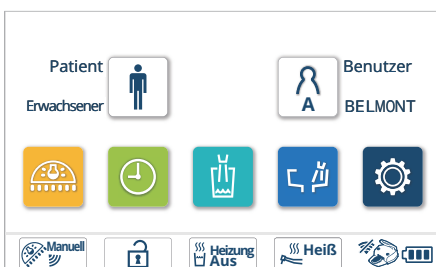 Patient
Erwachsener
A
Benutzer
BELMONT
Manuell
Heizung
Aus
Heiß